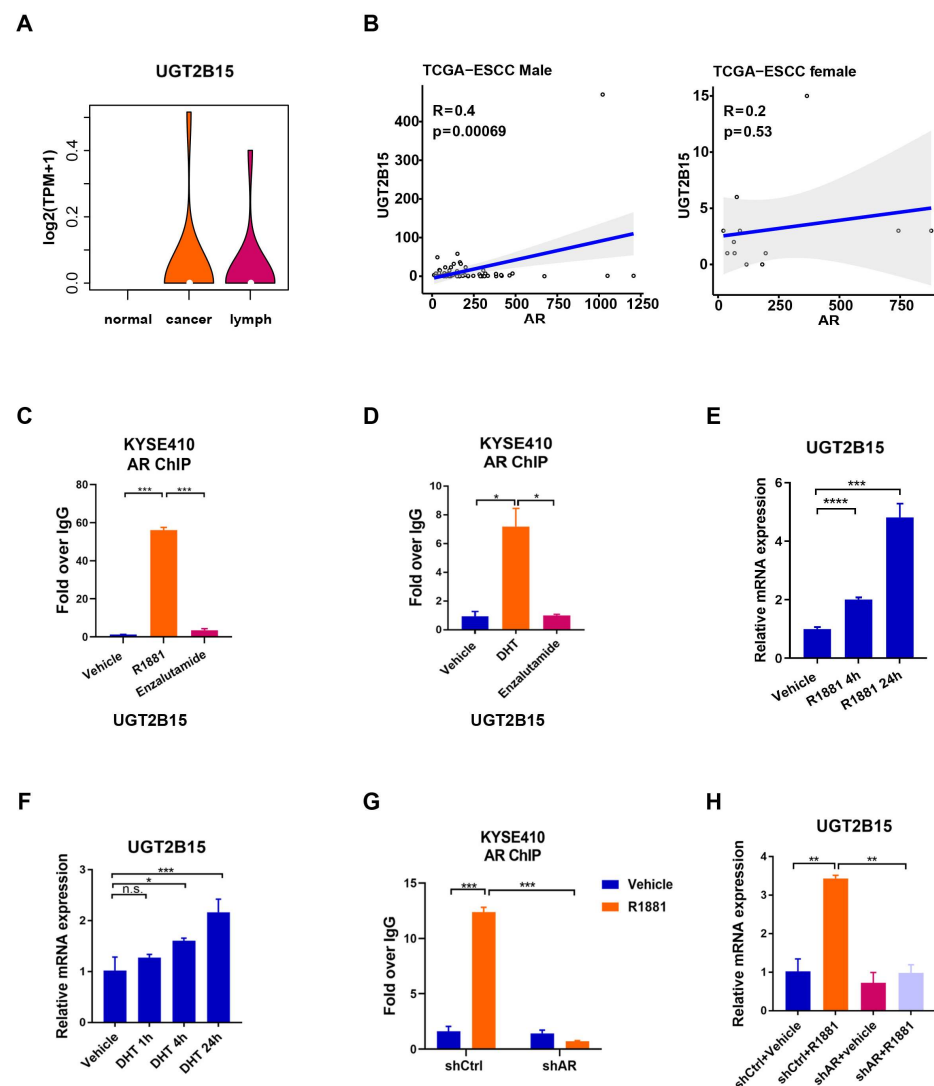 A
UGT2B15
log2(TPM+1)
0.4
0.2
0.0
normal cancer lymph
B
TCGA−ESCC Male
R=0.4
p=0.00069
UGT2B15
400
300
200
100
0
0 250 500 750 1000 1250
AR
TCGA−ESCC female
R=0.2
p=0.53
UGT2B15
15
10
5
0
0 250 500 750
AR
C
KYSE410
AR ChIP
Fold over IgG
80
60
40
20
0
*** ***
Vehicle
R1881
Enzalutamide
UGT2B15
D
KYSE410
AR ChIP
Fold over IgG
10
8
6
4
2
0
* *
Vehicle
DHT
Enzalutamide
UGT2B15
E
UGT2B15
Relative mRNA expression
6
4
2
0
***
****
Vehicle
R1881 4h
R1881 24h
F
UGT2B15
Relative mRNA expression
3
2
1
0
***
*
n.s.
Vehicle
DHT 1h
DHT 4h
DHT 24h
G
KYSE410
AR ChIP
Fold over IgG
15
10
5
0
*** ***
Vehicle
R1881
shCtrl shAR
H
UGT2B15
Relative mRNA expression
4
3
2
1
0
** **
shCtrl+Vehicle
shCtrl+R1881
shAR+vehicle
shAR+R1881